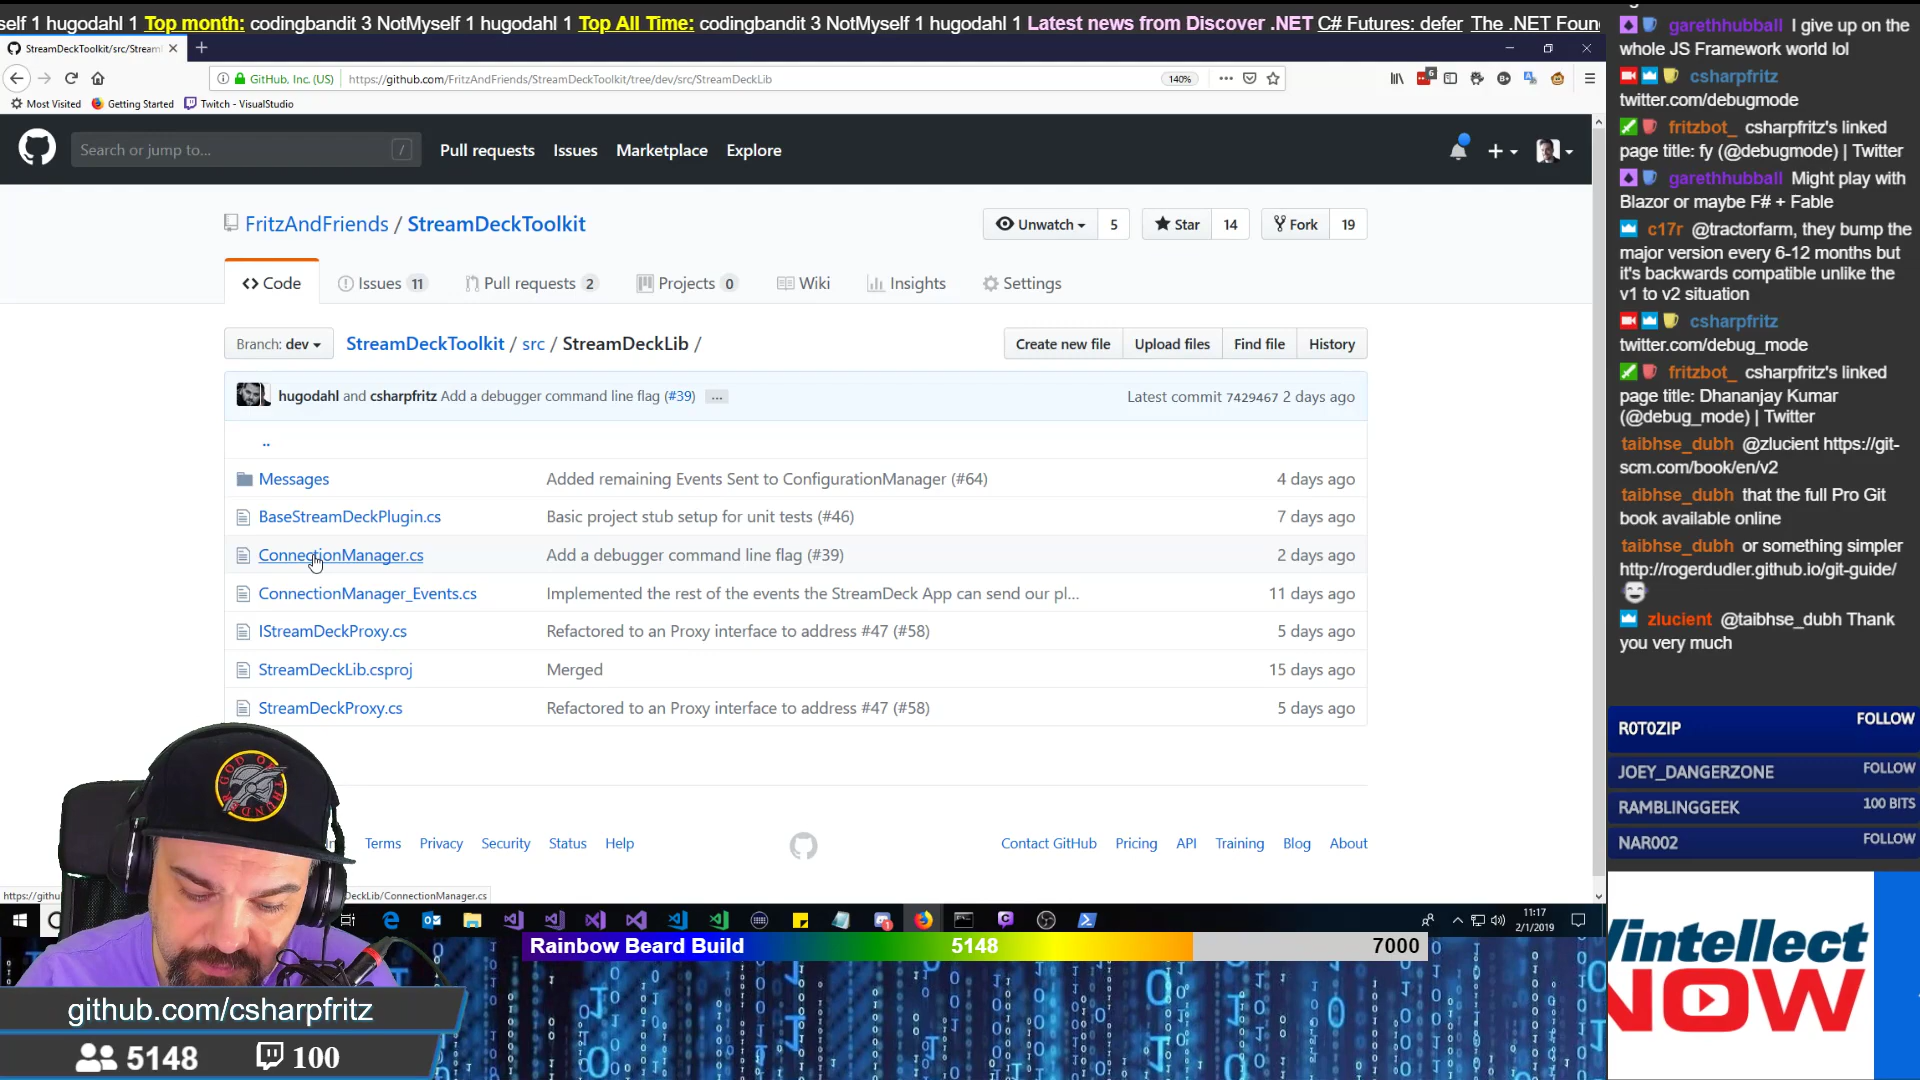 self 1 hugodahl 1 Top month: codingbandit 3 NotMyself 1 hugodahl 1 Top All Time: codingbandit 3 NotMyself 1 hugodahl 1 Latest news from Discover .NET C# Futures: defer The .NET Foun
StreamDeckToolkit/src/Stream
GitHub, Inc. (US) https://github.com/FritzAndFriends/StreamDeckToolkit/tree/dev/src/StreamDeckLib 140%
6
Most Visited Getting Started Twitch - VisualStudio
Search or jump to... / Pull requests Issues Marketplace Explore
FritzAndFriends / StreamDeckToolkit Unwatch 5 Star 14 Fork 19
Code Issues 11 Pull requests 2 Projects 0 Wiki Insights Settings
Branch: dev StreamDeckToolkit / src / StreamDeckLib / Create new file Upload files Find file History
hugodahl and csharpfritz Add a debugger command line flag (#39) ... Latest commit 7429467 2 days ago
..
Messages Added remaining Events Sent to ConfigurationManager (#64) 4 days ago
BaseStreamDeckPlugin.cs Basic project stub setup for unit tests (#46) 7 days ago
ConnectionManager.cs Add a debugger command line flag (#39) 2 days ago
ConnectionManager_Events.cs Implemented the rest of the events the StreamDeck App can send our pl... 11 days ago
IStreamDeckProxy.cs Refactored to an Proxy interface to address #47 (#58) 5 days ago
StreamDeckLib.csproj Merged 15 days ago
StreamDeckProxy.cs Refactored to an Proxy interface to address #47 (#58) 5 days ago
Terms Privacy Security Status Help Contact GitHub Pricing API Training Blog About
https://githu DeckLib/ConnectionManager.cs
11:17
2/1/2019
GOD OF THUNDER
Rainbow Beard Build 5148 7000
github.com/csharpfritz
5148 100
garethhubball I give up on the
whole JS Framework world lol
csharpfritz
twitter.com/debugmode
fritzbot_ csharpfritz's linked
page title: fy (@debugmode) | Twitter
garethhubball Might play with
Blazor or maybe F# + Fable
c17r @tractorfarm, they bump the
major version every 6-12 months but
it's backwards compatible unlike the
v1 to v2 situation
csharpfritz
twitter.com/debug_mode
fritzbot_ csharpfritz's linked
page title: Dhananjay Kumar
(@debug_mode) | Twitter
taibhse_dubh @zlucient https://git-
scm.com/book/en/v2
taibhse_dubh that the full Pro Git
book available online
taibhse_dubh or something simpler
http://rogerdudler.github.io/git-guide/
zlucient @taibhse_dubh Thank
you very much
R0T0ZIP FOLLOW
JOEY_DANGERZONE FOLLOW
RAMBLINGGEEK 100 BITS
NAR002 FOLLOW
Wintellect
NOW